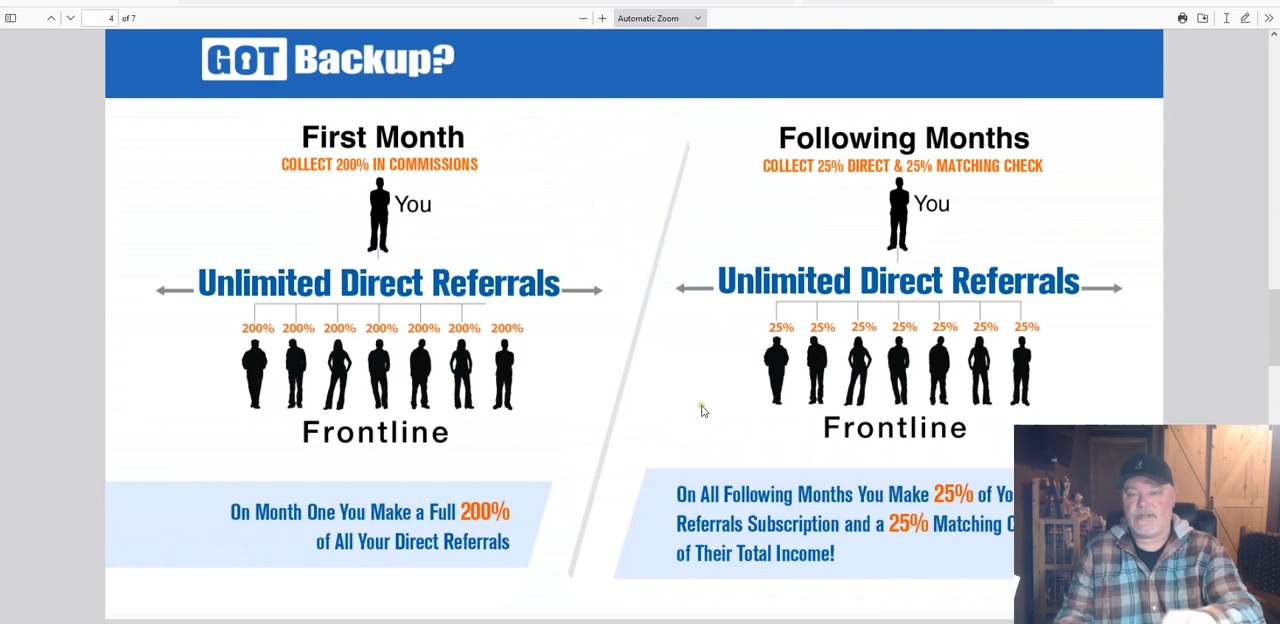 4 of 7
Automatic Zoom
GOT Backup?
First Month
COLLECT 200% IN COMMISSIONS
You
Unlimited Direct Referrals
200% 200% 200% 200% 200% 200% 200%
Frontline
On Month One You Make a Full 200%
of All Your Direct Referrals
Following Months
COLLECT 25% DIRECT & 25% MATCHING CHECK
You
Unlimited Direct Referrals
25% 25% 25% 25% 25% 25% 25%
Frontline
On All Following Months You Make 25% of
Referrals Subscription and a 25% Matching
of Their Total Income!